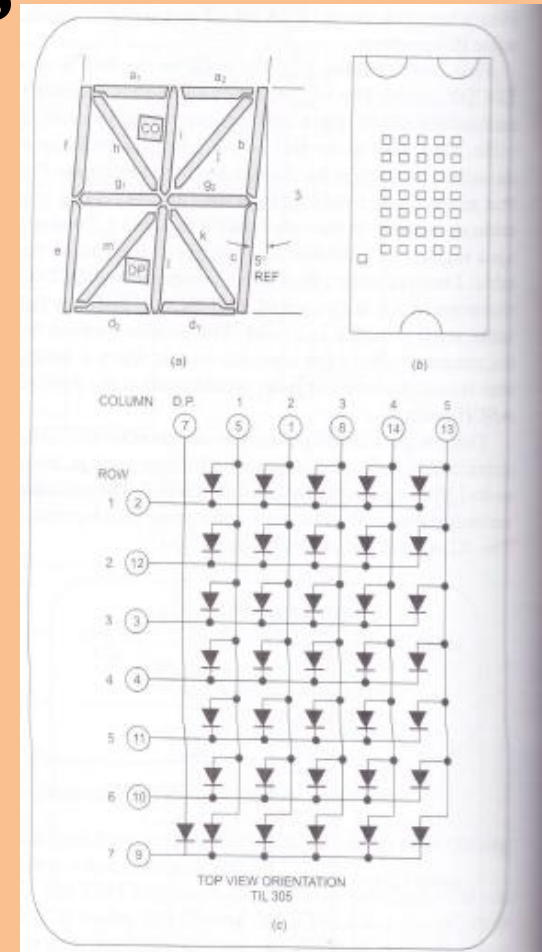 a₁ a₂
f h CO i j b
g₁ g₂
3
e m DP l k c 5°
REF
d₂ d₁
(a) (b)
COLUMN D.P. 1 2 3 4 5
7 5 1 8 14 13
ROW
1 2
2 12
3 3
4 4
5 11
6 10
7 9
TOP VIEW ORIENTATION
TIL 305
(c)